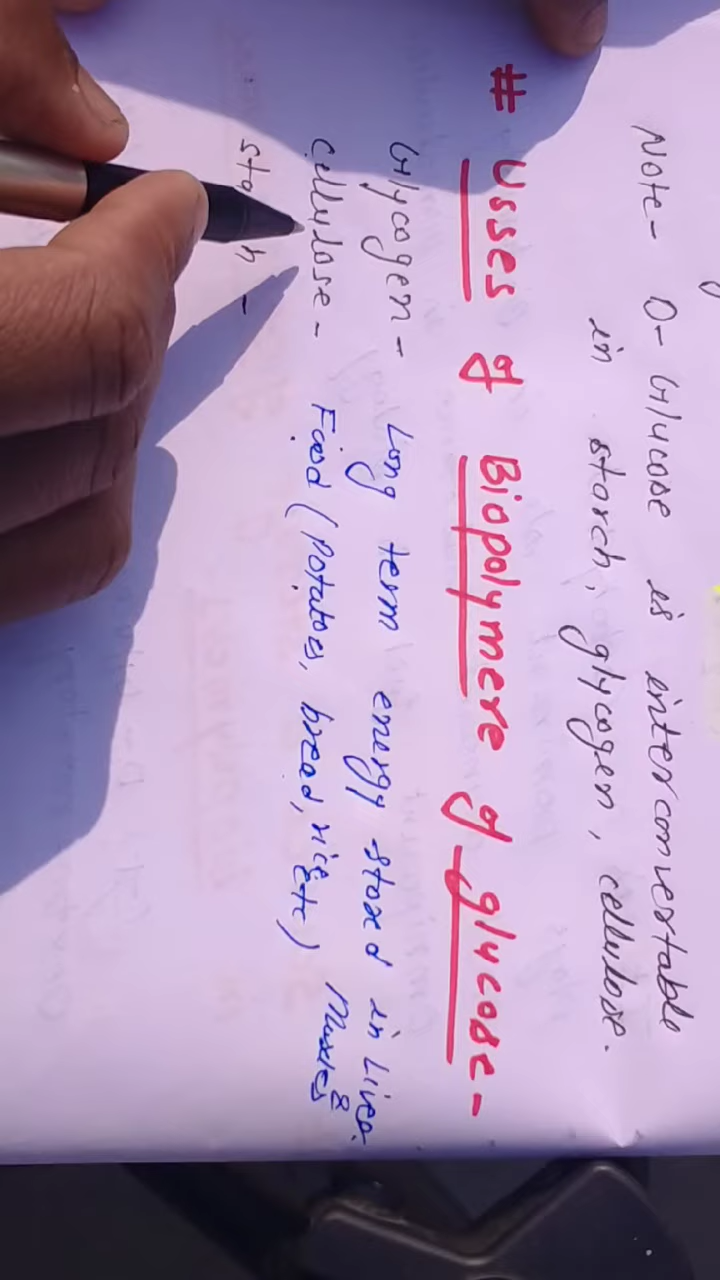 Note- D- Glucose is interconvertable
in starch, glycogen, cellulose.
# Usses of Biopolymere of glycose-
Glycogen- Long term energy stored in Liver & Muscles
cellulose- Food (Potatoes, bread, rice etc)